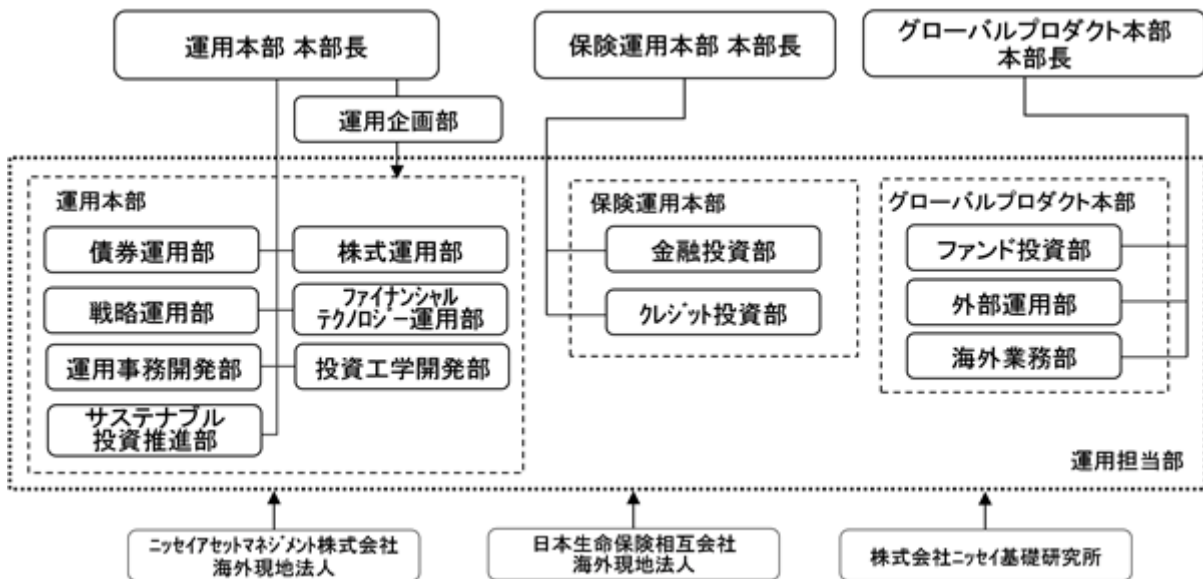 運用本部 本部長
保険運用本部 本部長
グローバルプロダクト本部
本部長
運用企画部
運用本部
債券運用部
株式運用部
戦略運用部
ファイナンシャル
テクノロジー運用部
運用事務開発部
投資工学開発部
サステナブル
投資推進部
保険運用本部
金融投資部
クレジット投資部
グローバルプロダクト本部
ファンド投資部
外部運用部
海外業務部
運用担当部
ニッセイアセットマネジメント株式会社
海外現地法人
日本生命保険相互会社
海外現地法人
株式会社ニッセイ基礎研究所